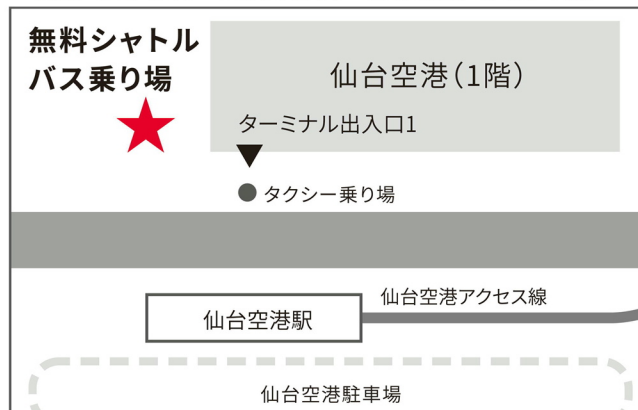 無料シャトル
バス乗り場
仙台空港(1階)
ターミナル出入口1
タクシー乗り場
仙台空港アクセス線
仙台空港駅
仙台空港駐車場